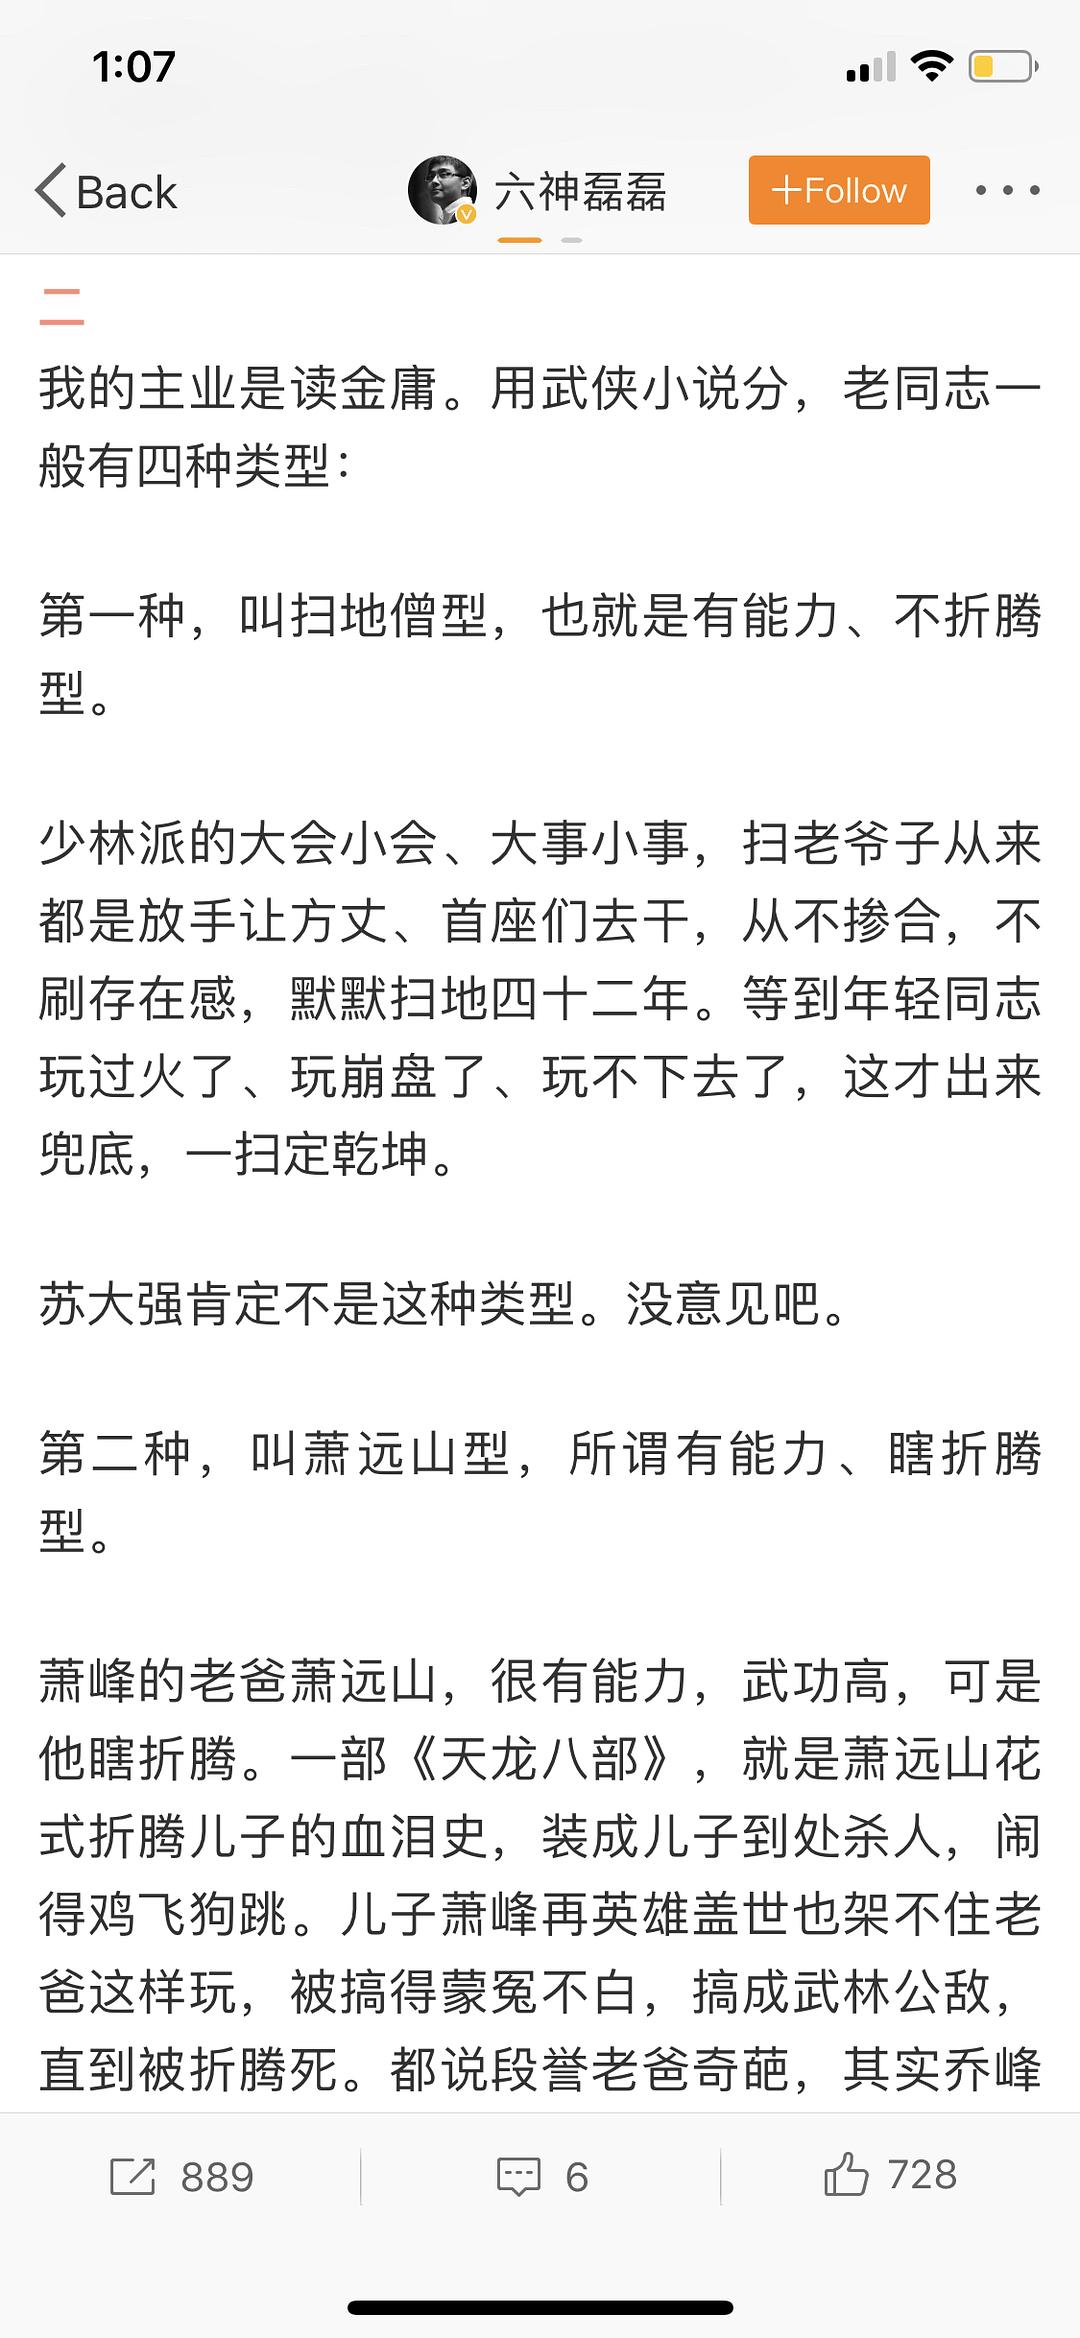 1:07
Back
六神磊磊
+Follow
二
我的主业是读金庸。用武侠小说分，老同志一
般有四种类型：
第一种，叫扫地僧型，也就是有能力、不折腾
型。
少林派的大会小会、大事小事，扫老爷子从来
都是放手让方丈、首座们去干，从不掺合，不
刷存在感，默默扫地四十二年。等到年轻同志
玩过火了、玩崩盘了、玩不下去了，这才出来
兜底，一扫定乾坤。
苏大强肯定不是这种类型。没意见吧。
第二种，叫萧远山型，所谓有能力、瞎折腾
型。
萧峰的老爸萧远山，很有能力，武功高，可是
他瞎折腾。一部《天龙八部》，就是萧远山花
式折腾儿子的血泪史，装成儿子到处杀人，闹
得鸡飞狗跳。儿子萧峰再英雄盖世也架不住老
爸这样玩，被搞得蒙冤不白，搞成武林公敌，
直到被折腾死。都说段誉老爸奇葩，其实乔峰
889
6
728